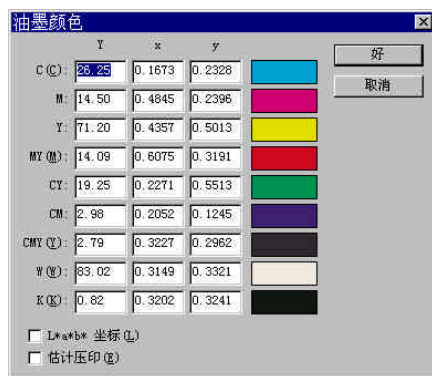 油墨颜色
Y x y
C(C): 26.25 0.1673 0.2328
好
M: 14.50 0.4845 0.2396
取消
Y: 71.20 0.4357 0.5013
MY(M): 14.09 0.6075 0.3191
CY: 19.25 0.2271 0.5513
CM: 2.98 0.2052 0.1245
CMY(Y): 2.79 0.3227 0.2962
W(W): 83.02 0.3149 0.3321
K(K): 0.82 0.3202 0.3241
L*a*b* 坐标(L)
估计压印(E)